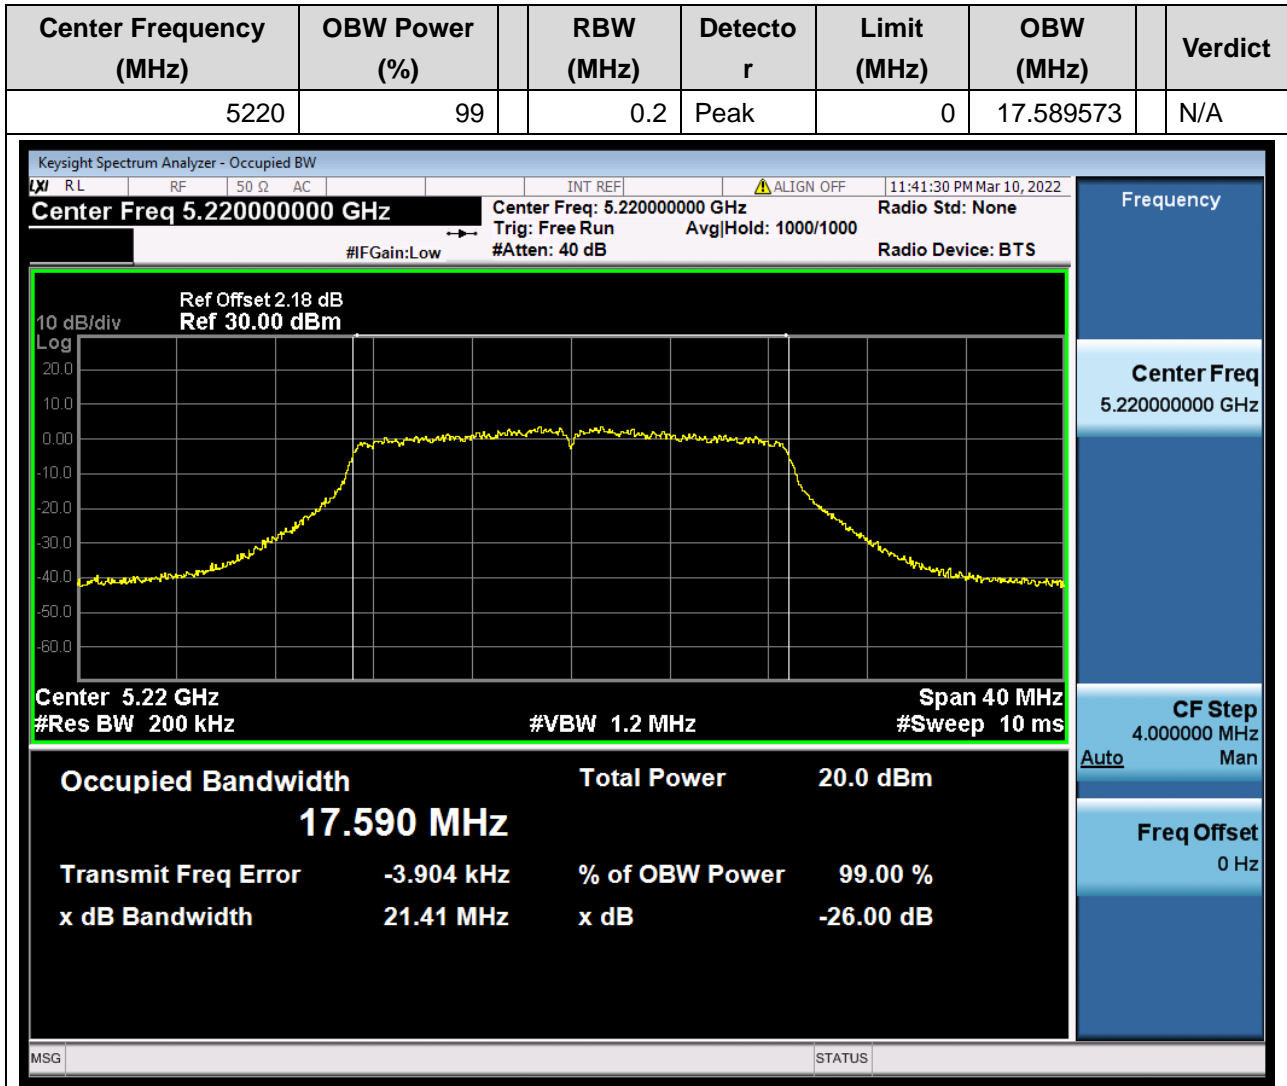 Center Frequency (MHz) OBW Power (%) RBW (MHz) Detecto r Limit (MHz) OBW (MHz) Verdict
5220 99 0.2 Peak 0 17.589573 N/A
Keysight Spectrum Analyzer - Occupied BW
LXI RL RF 50 Ω AC INT REF ALIGN OFF 11:41:30 PM Mar 10, 2022
Center Freq 5.220000000 GHz Center Freq: 5.220000000 GHz Radio Std: None
Trig: Free Run Avg|Hold: 1000/1000
#IFGain:Low #Atten: 40 dB Radio Device: BTS
Frequency
Ref Offset 2.18 dB
10 dB/div Ref 30.00 dBm
Log
20.0
10.0
0.00
-10.0
-20.0
-30.0
-40.0
-50.0
-60.0
Center 5.22 GHz Span 40 MHz
#Res BW 200 kHz #VBW 1.2 MHz #Sweep 10 ms
Center Freq
5.220000000 GHz
CF Step
4.000000 MHz
Auto Man
Freq Offset
0 Hz
Occupied Bandwidth Total Power 20.0 dBm
17.590 MHz
Transmit Freq Error -3.904 kHz % of OBW Power 99.00 %
x dB Bandwidth 21.41 MHz x dB -26.00 dB
MSG STATUS